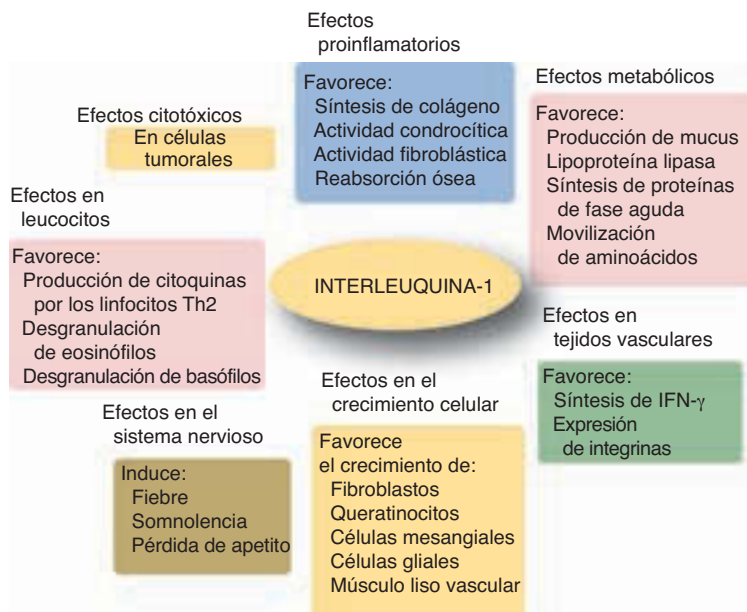 Efectos
proinflamatorios
Favorece:
Síntesis de colágeno
Actividad condrocítica
Actividad fibroblástica
Reabsorción ósea
Efectos metabólicos
Favorece:
Producción de mucus
Lipoproteína lipasa
Síntesis de proteínas
de fase aguda
Movilización
de aminoácidos
Efectos citotóxicos
En células
tumorales
Efectos en
leucocitos
Favorece:
Producción de citoquinas
por los linfocitos Th2
Desgranulación
de eosinófilos
Desgranulación de basófilos
INTERLEUQUINA-1
Efectos en
tejidos vasculares
Favorece:
Síntesis de IFN-γ
Expresión
de integrinas
Efectos en el
sistema nervioso
Induce:
Fiebre
Somnolencia
Pérdida de apetito
Efectos en el
crecimiento celular
Favorece
el crecimiento de:
Fibroblastos
Queratinocitos
Células mesangiales
Células gliales
Músculo liso vascular